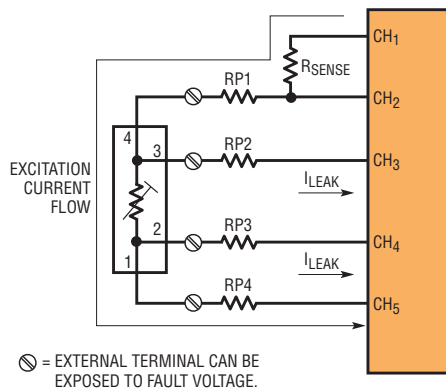 CH1
RSENSE
RP1
CH2
4
3
RP2
CH3
EXCITATION
CURRENT
FLOW
ILEAK
2
RP3
CH4
1
ILEAK
RP4
CH5
= EXTERNAL TERMINAL CAN BE
EXPOSED TO FAULT VOLTAGE.